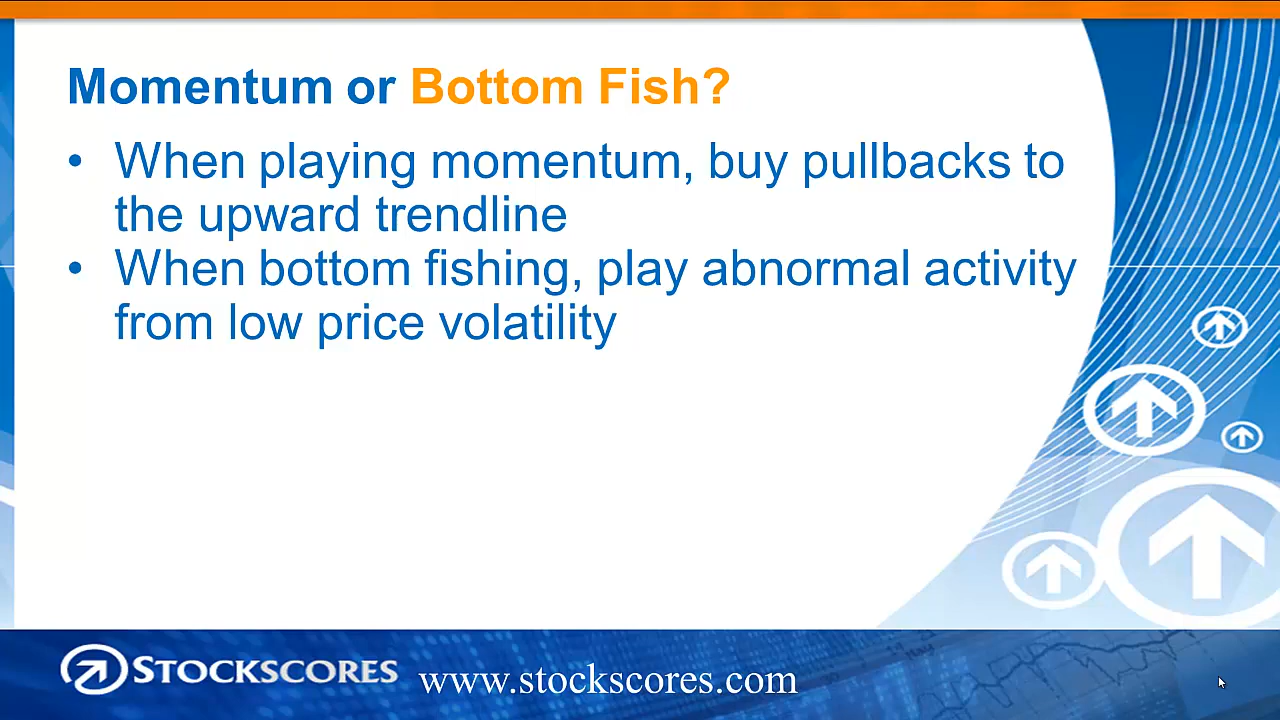 Momentum or Bottom Fish?
• When playing momentum, buy pullbacks to
the upward trendline
• When bottom fishing, play abnormal activity
from low price volatility
STOCKSCORES www.stockscores.com